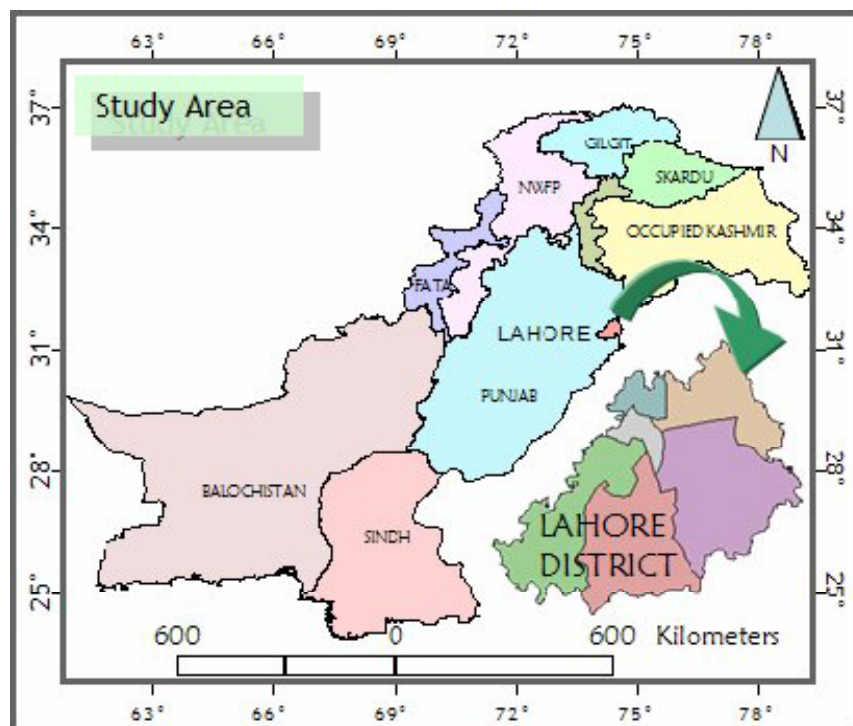 63° 66° 69° 72° 75° 78°
Study Area
N
37° 37°
GILGIT
NWFP
SKARDU
34° 34°
OCCUPIED KASHMIR
FATA
LAHORE
31° 31°
PUNJAB
28° 28°
BALOCHISTAN
SINDH
LAHORE
DISTRICT
25° 25°
600 0 600 Kilometers
63° 66° 69° 72° 75° 78°